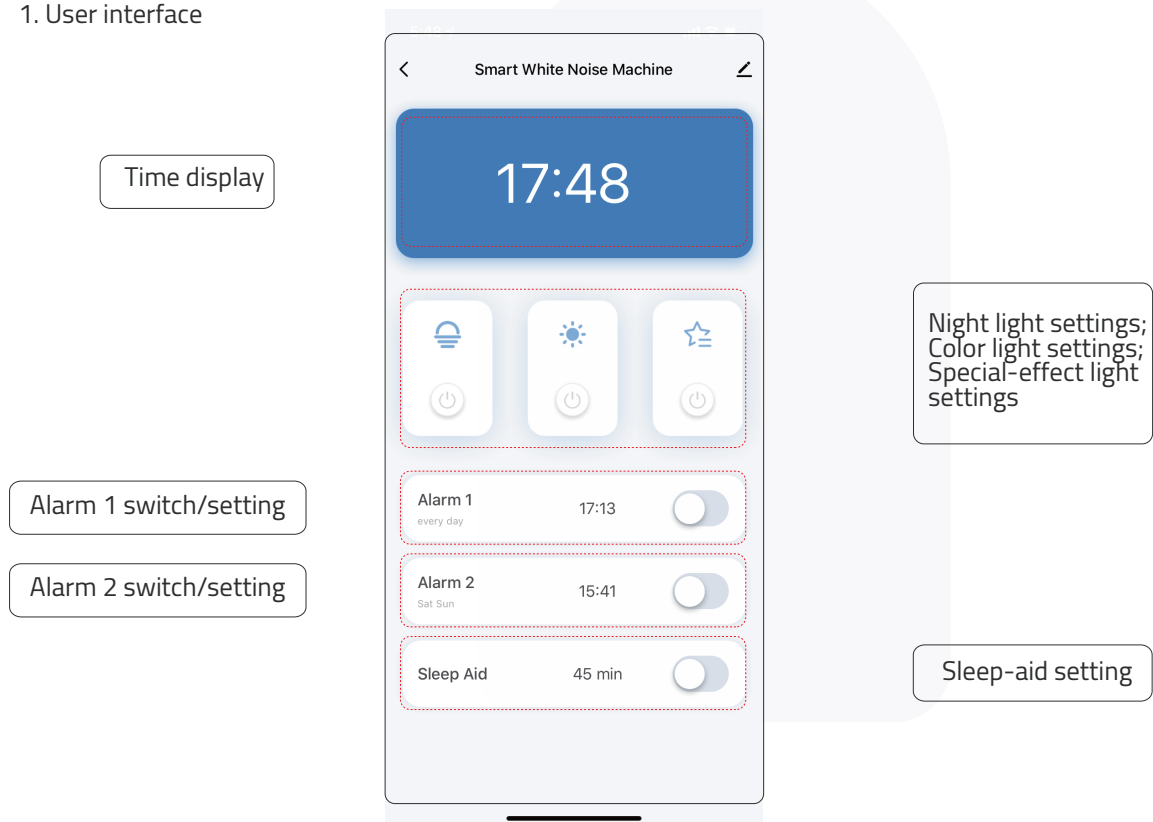 1. User interface
Smart White Noise Machine
Time display
17:48
Night light settings;
Color light settings;
Special-effect light
settings
Alarm 1 switch/setting
Alarm 1
every day
17:13
Alarm 2 switch/setting
Alarm 2
Sat Sun
15:41
Sleep Aid
45 min
Sleep-aid setting